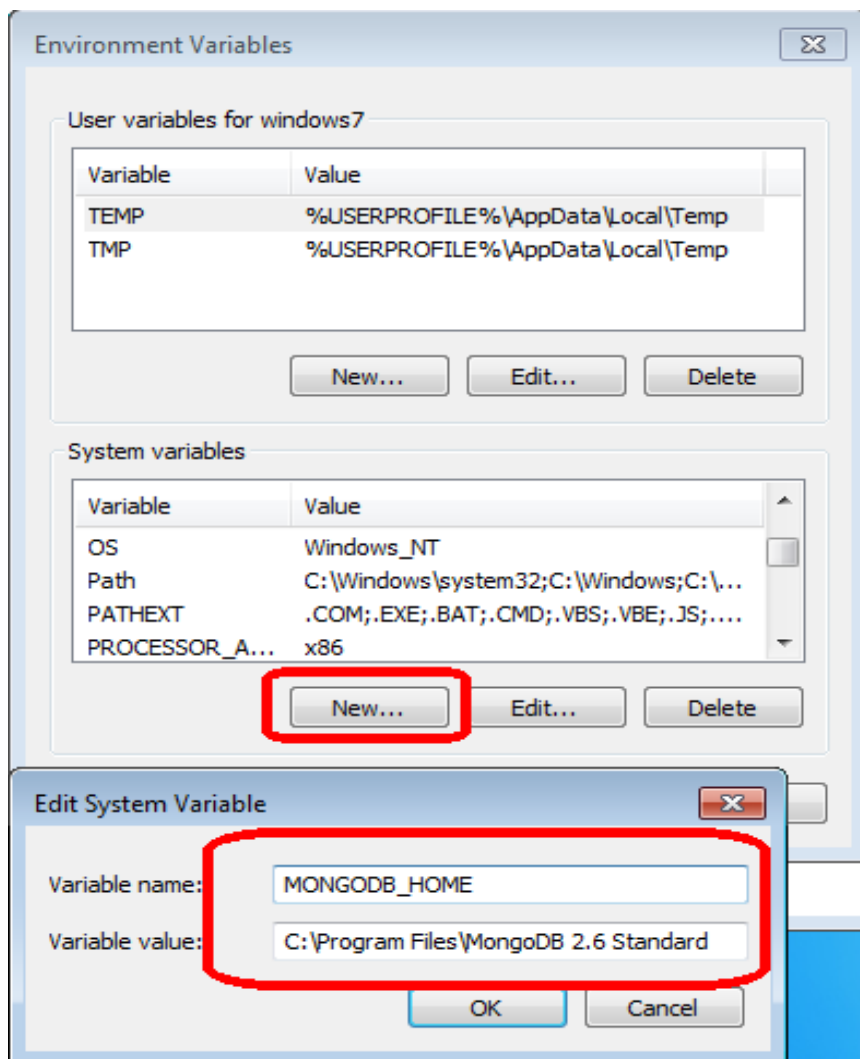 Environment Variables
User variables for windows7
Variable Value
TEMP %USERPROFILE%\AppData\Local\Temp
TMP %USERPROFILE%\AppData\Local\Temp
New... Edit... Delete
System variables
Variable Value
OS Windows_NT
Path C:\Windows\system32;C:\Windows;C:\...
PATHEXT .COM;.EXE;.BAT;.CMD;.VBS;.VBE;.JS;....
PROCESSOR_A... x86
New... Edit... Delete
Edit System Variable
Variable name: MONGODB_HOME
Variable value: C:\Program Files\MongoDB 2.6 Standard
OK Cancel